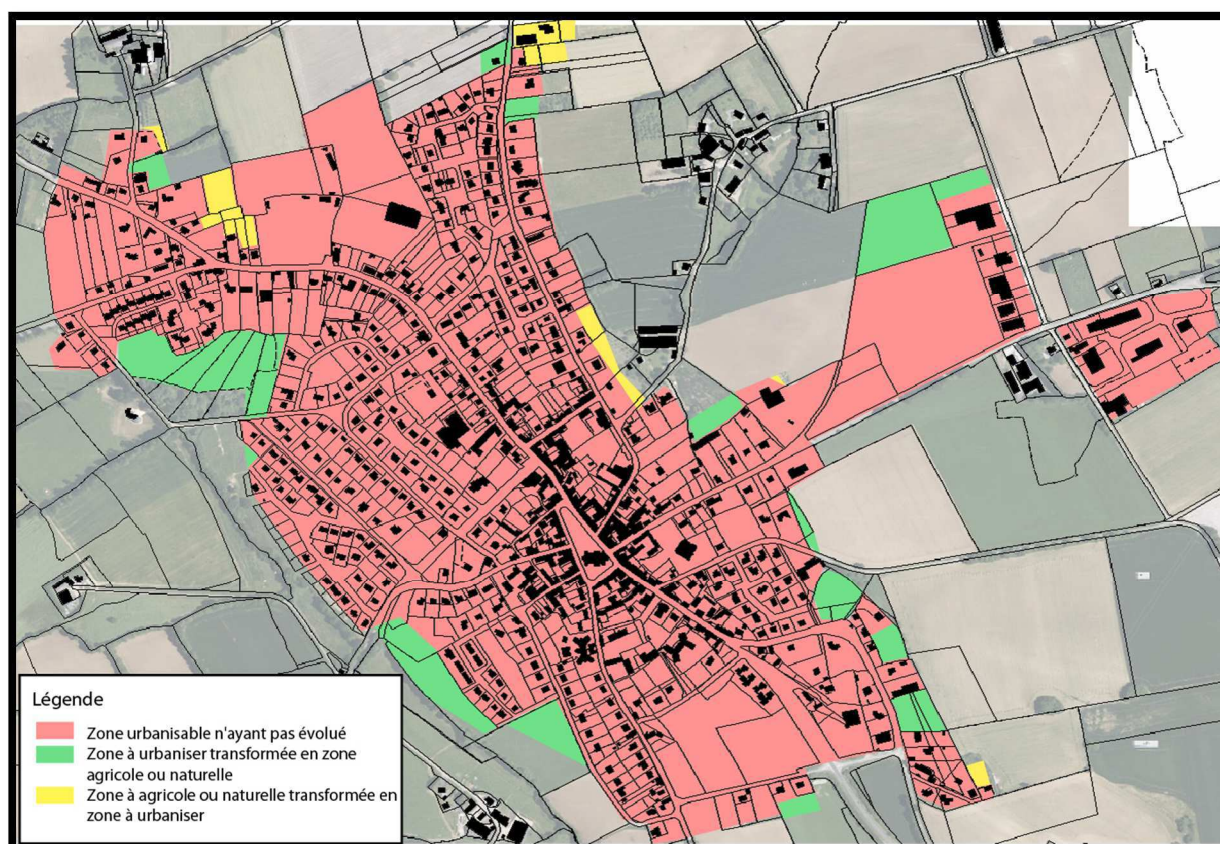 Légende
Zone urbanisable n'ayant pas évolué
Zone à urbaniser transformée en zone
agricole ou naturelle
Zone à agricole ou naturelle transformée en
zone à urbaniser